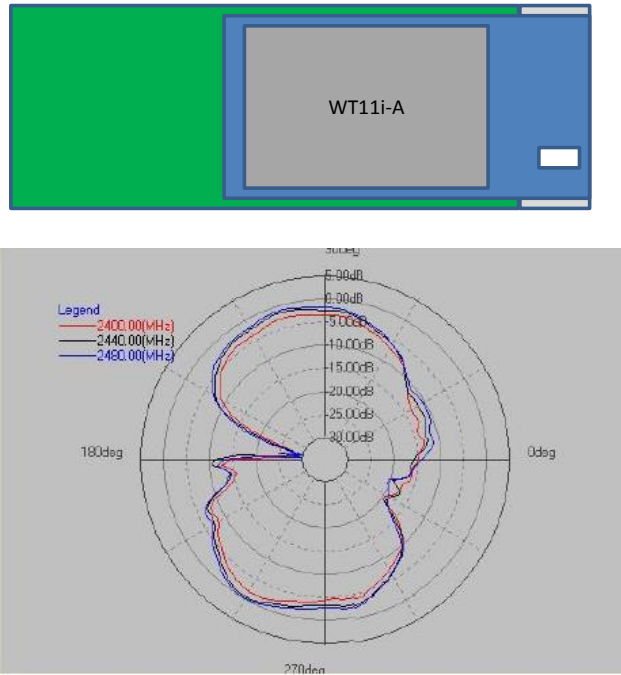 WT11i-A
5.00dB
0.00dB
-5.00dB
-10.00dB
-15.00dB
-20.00dB
-25.00dB
-30.00dB
Legend
2400.00(MHz)
2440.00(MHz)
2480.00(MHz)
180deg
0deg
270deg